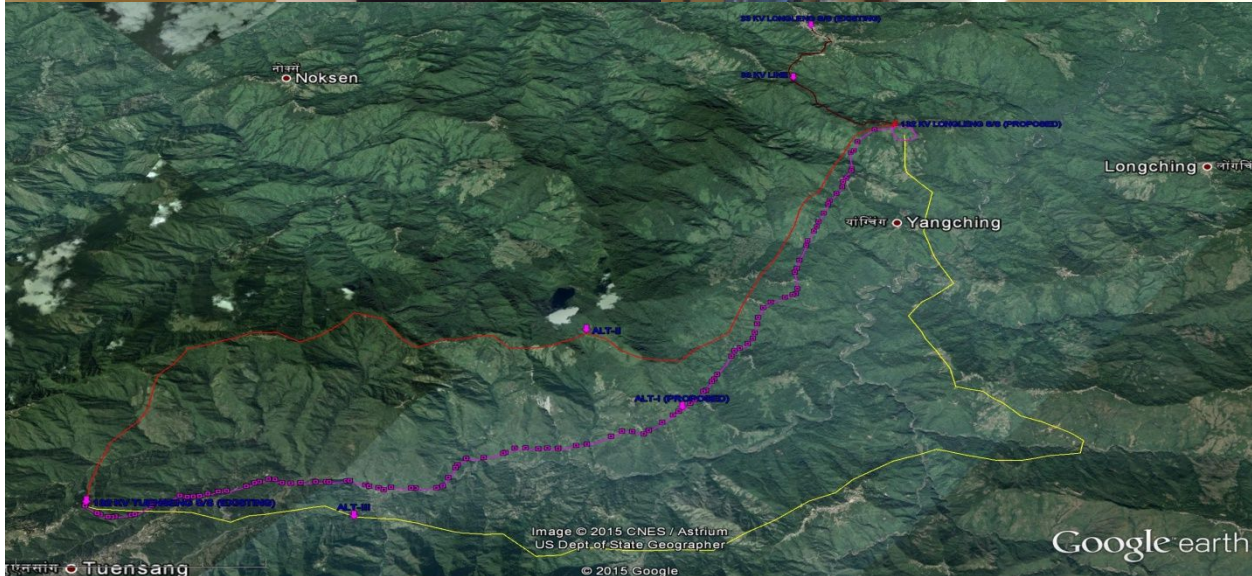 33 KV LONGLENG S/S (EXISTING)
नोक्सेन
Noksen
33 KV LINE
132 KV LONGLENG S/S (PROPOSED)
Longching
यांग्चिंग
Yangching
ALT-II
ALT-I (PROPOSED)
132 KV TUENSANG S/S (EXISTING)
ALT-III
Image © 2015 CNES / Astrium
US Dept of State Geographer
© 2015 Google
Google earth
Tuensang